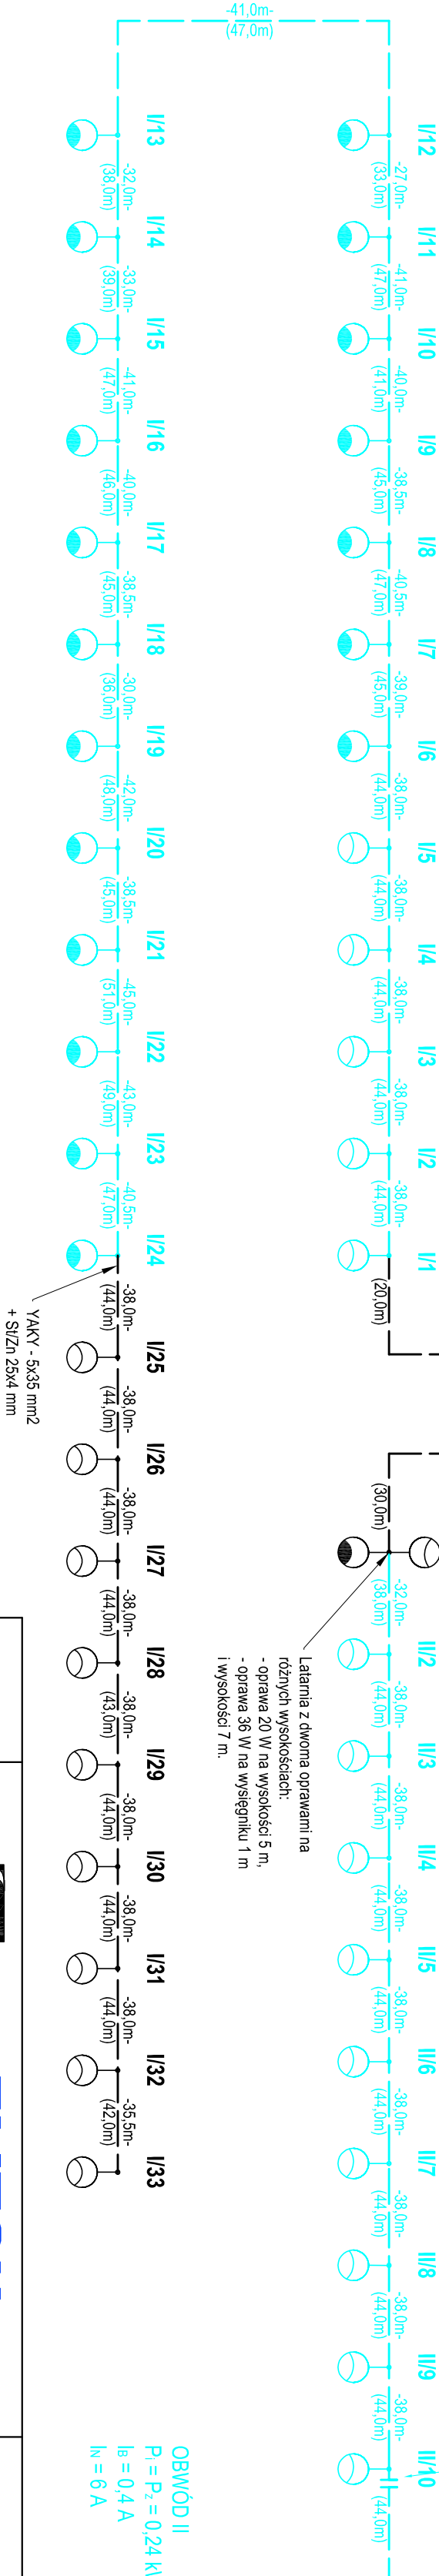 -41,0m-
(47,0m)
I/12
-27,0m-
(33,0m)
I/11
-41,0m-
(47,0m)
I/10
-40,0m-
(41,0m)
I/9
-38,5m-
(45,0m)
I/8
-40,5m-
(47,0m)
I/7
-39,0m-
(45,0m)
I/6
-38,0m-
(44,0m)
I/5
-38,0m-
(44,0m)
I/4
-38,0m-
(44,0m)
I/3
-38,0m-
(44,0m)
I/2
-38,0m-
(44,0m)
I/1
(20,0m)
(30,0m)
-32,0m-
(38,0m)
II/2
-38,0m-
(44,0m)
II/3
-38,0m-
(44,0m)
II/4
-38,0m-
(44,0m)
II/5
-38,0m-
(44,0m)
II/6
-38,0m-
(44,0m)
II/7
-38,0m-
(44,0m)
II/8
-38,0m-
(44,0m)
II/9
-38,0m-
(44,0m)
II/10
(44,0m)
Latarnia z dwoma oprawami na
różnych wysokościach:
- oprawa 20 W na wysokości 5 m,
- oprawa 36 W na wysięgniku 1 m
i wysokości 7 m.
I/13
-32,0m-
(38,0m)
I/14
-33,0m-
(39,0m)
I/15
-41,0m-
(47,0m)
I/16
-40,0m-
(46,0m)
I/17
-38,5m-
(45,0m)
I/18
-30,0m-
(36,0m)
I/19
-42,0m-
(48,0m)
I/20
-38,5m-
(45,0m)
I/21
-45,0m-
(51,0m)
I/22
-43,0m-
(49,0m)
I/23
-40,5m-
(47,0m)
I/24
-38,0m-
(44,0m)
I/25
-38,0m-
(44,0m)
I/26
-38,0m-
(44,0m)
I/27
-38,0m-
(44,0m)
I/28
-38,0m-
(43,0m)
I/29
-38,0m-
(44,0m)
I/30
-38,0m-
(44,0m)
I/31
-38,0m-
(44,0m)
I/32
-35,5m-
(42,0m)
I/33
YAKY - 5x35 mm2
+ St/Zn 25x4 mm
OBWÓD II
Pi = Pz = 0,24 k
IB = 0,4 A
IN = 6 A